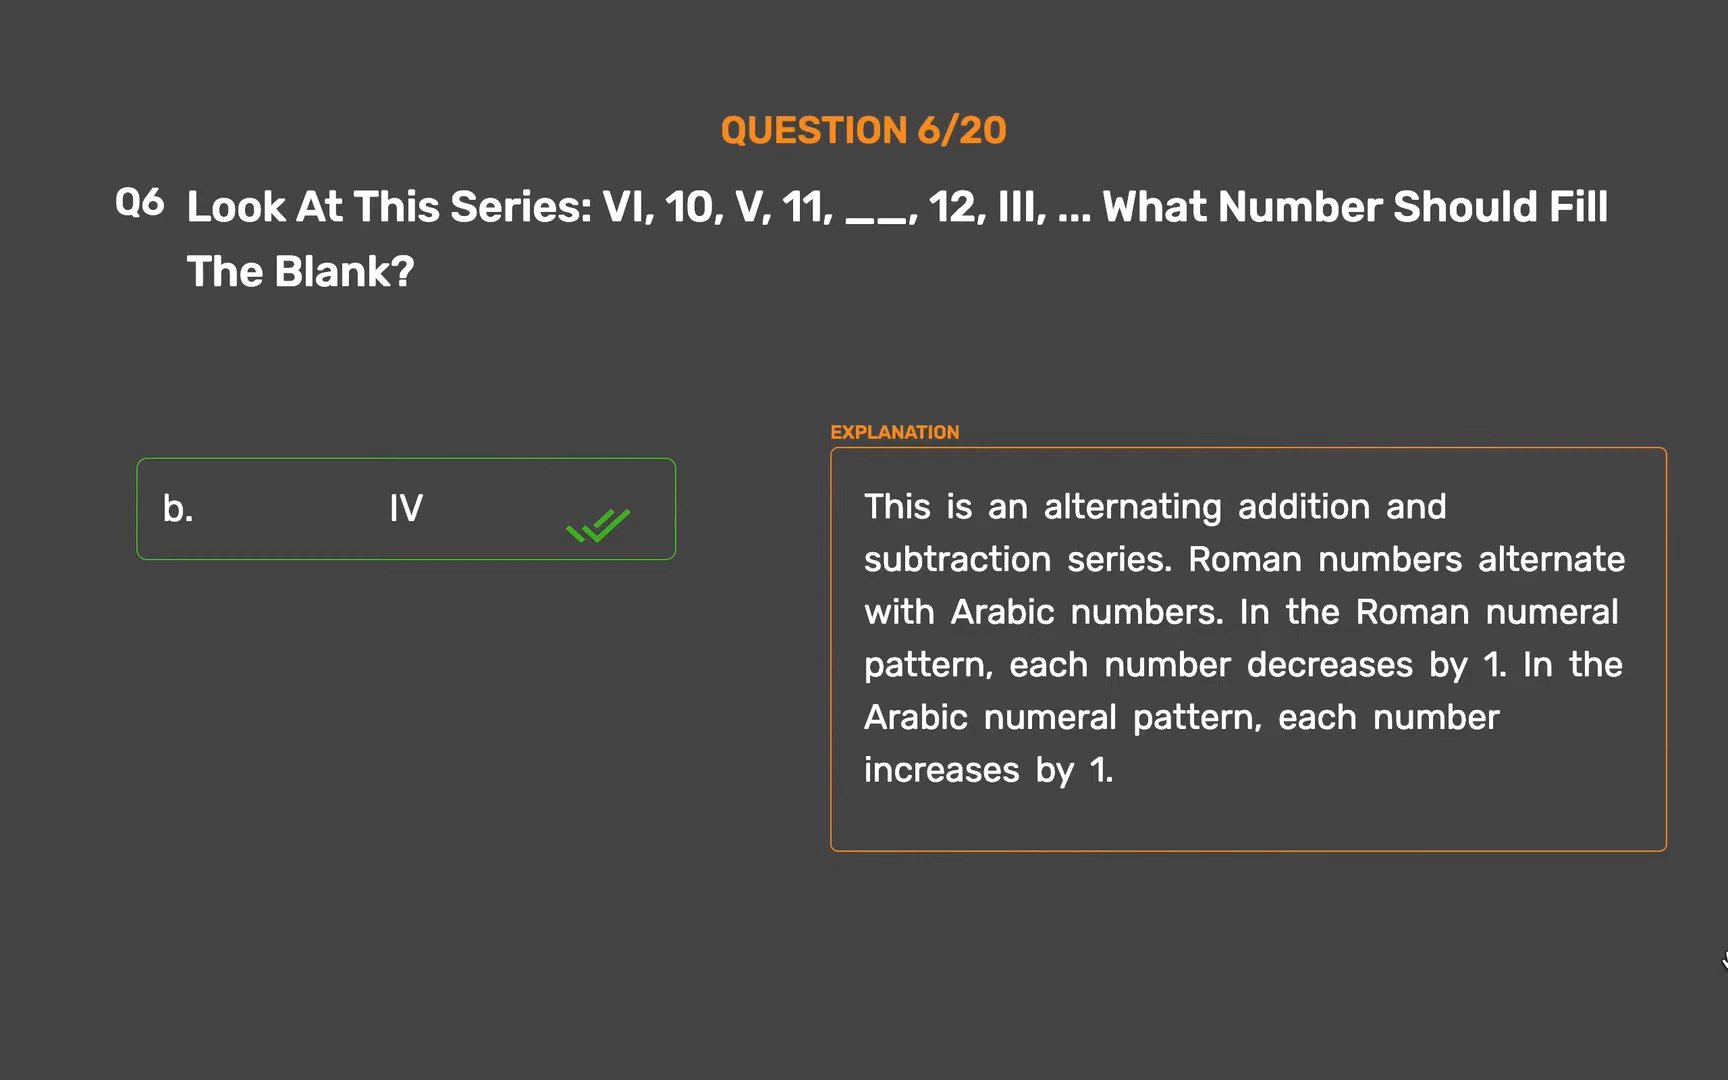 QUESTION 6/20
Q6 Look At This Series: VI, 10, V, 11, __, 12, III, ... What Number Should Fill
The Blank?
EXPLANATION
b. IV
This is an alternating addition and
subtraction series. Roman numbers alternate
with Arabic numbers. In the Roman numeral
pattern, each number decreases by 1. In the
Arabic numeral pattern, each number
increases by 1.